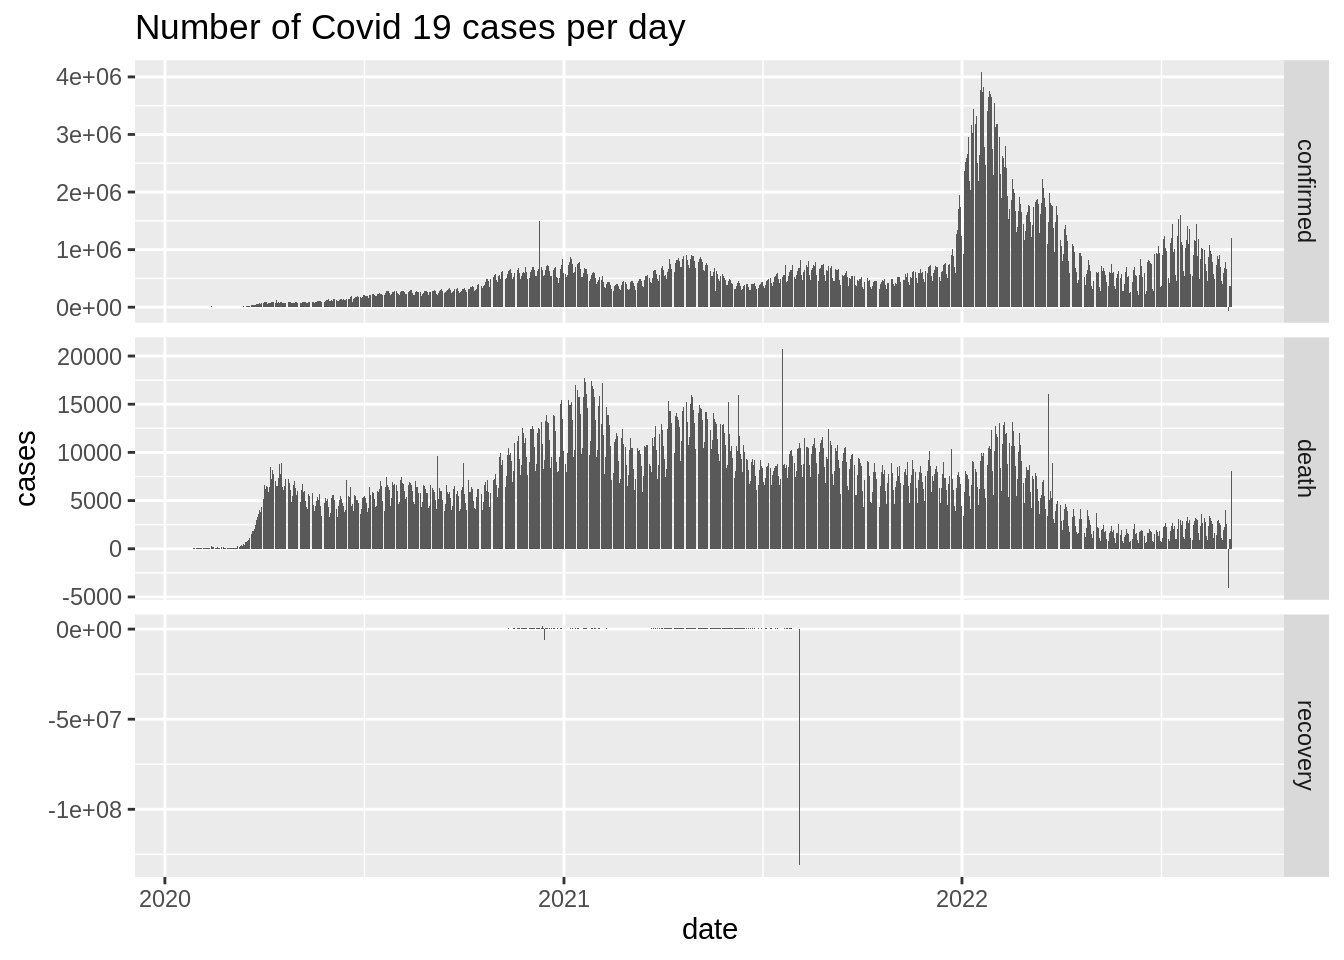 Number of Covid 19 cases per day
4e+06
3e+06
2e+06
1e+06
0e+00
confirmed
20000
15000
10000
5000
0
-5000
death
0e+00
-5e+07
-1e+08
recovery
cases
2020
2021
2022
date